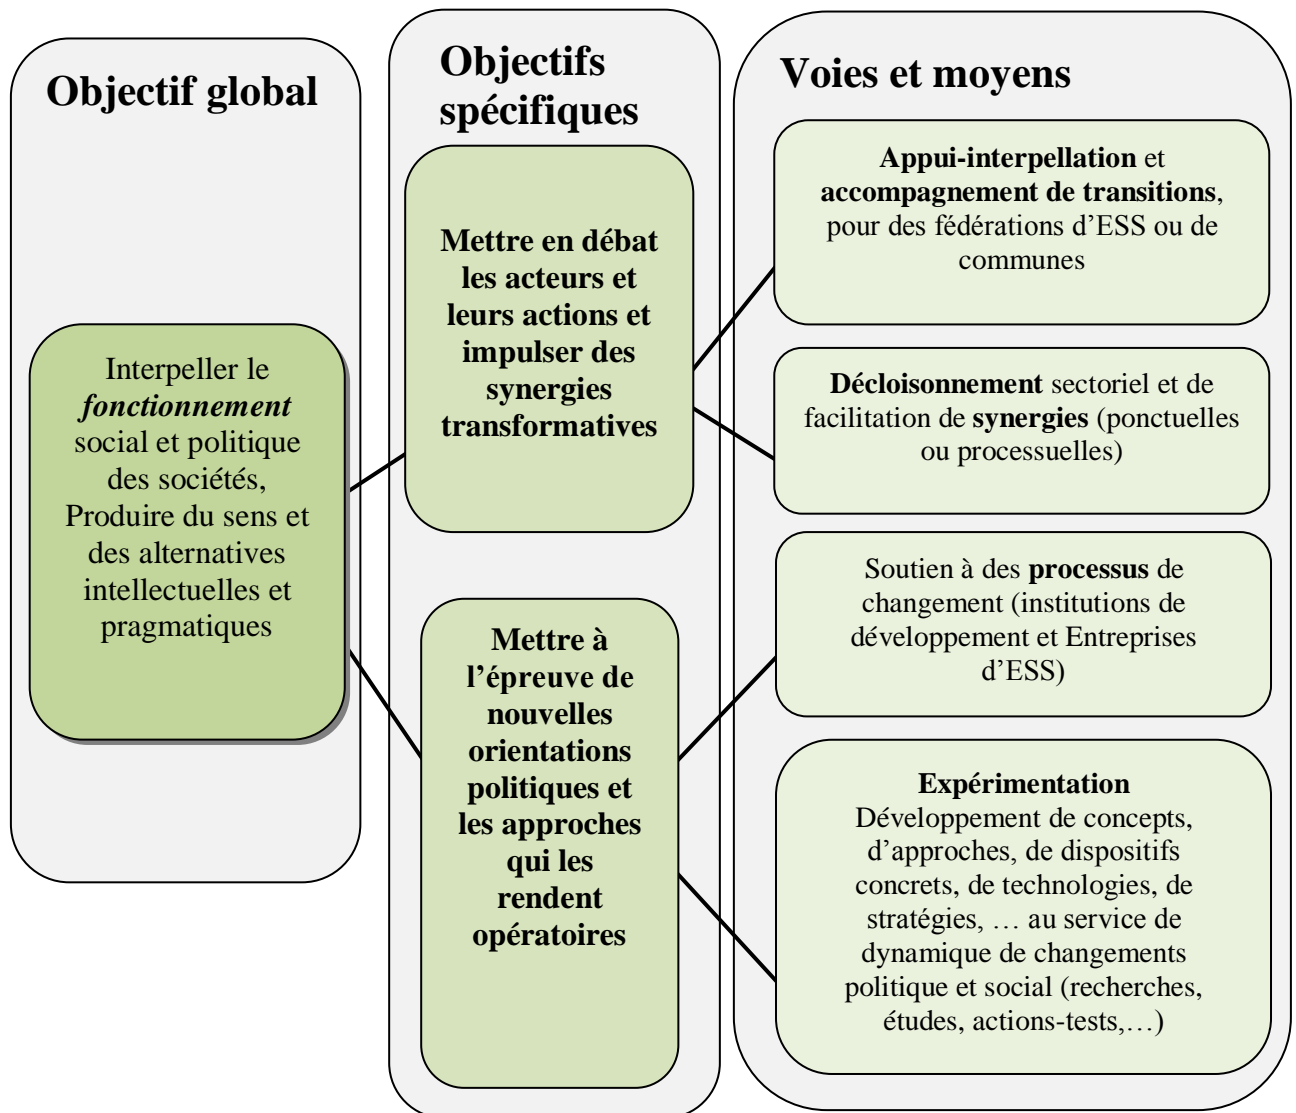 Objectif global
Interpeller le
fonctionnement
social et politique
des sociétés,
Produire du sens et
des alternatives
intellectuelles et
pragmatiques
Objectifs
spécifiques
Mettre en débat
les acteurs et
leurs actions et
impulser des
synergies
transformatives
Mettre à
l’épreuve de
nouvelles
orientations
politiques et
les approches
qui les
rendent
opératoires
Voies et moyens
Appui-interpellation et
accompagnement de transitions,
pour des fédérations d’ESS ou de
communes
Décloisonnement sectoriel et de
facilitation de synergies (ponctuelles
ou processuelles)
Soutien à des processus de
changement (institutions de
développement et Entreprises
d’ESS)
Expérimentation
Développement de concepts,
d’approches, de dispositifs
concrets, de technologies, de
stratégies, … au service de
dynamique de changements
politique et social (recherches,
études, actions-tests,…)